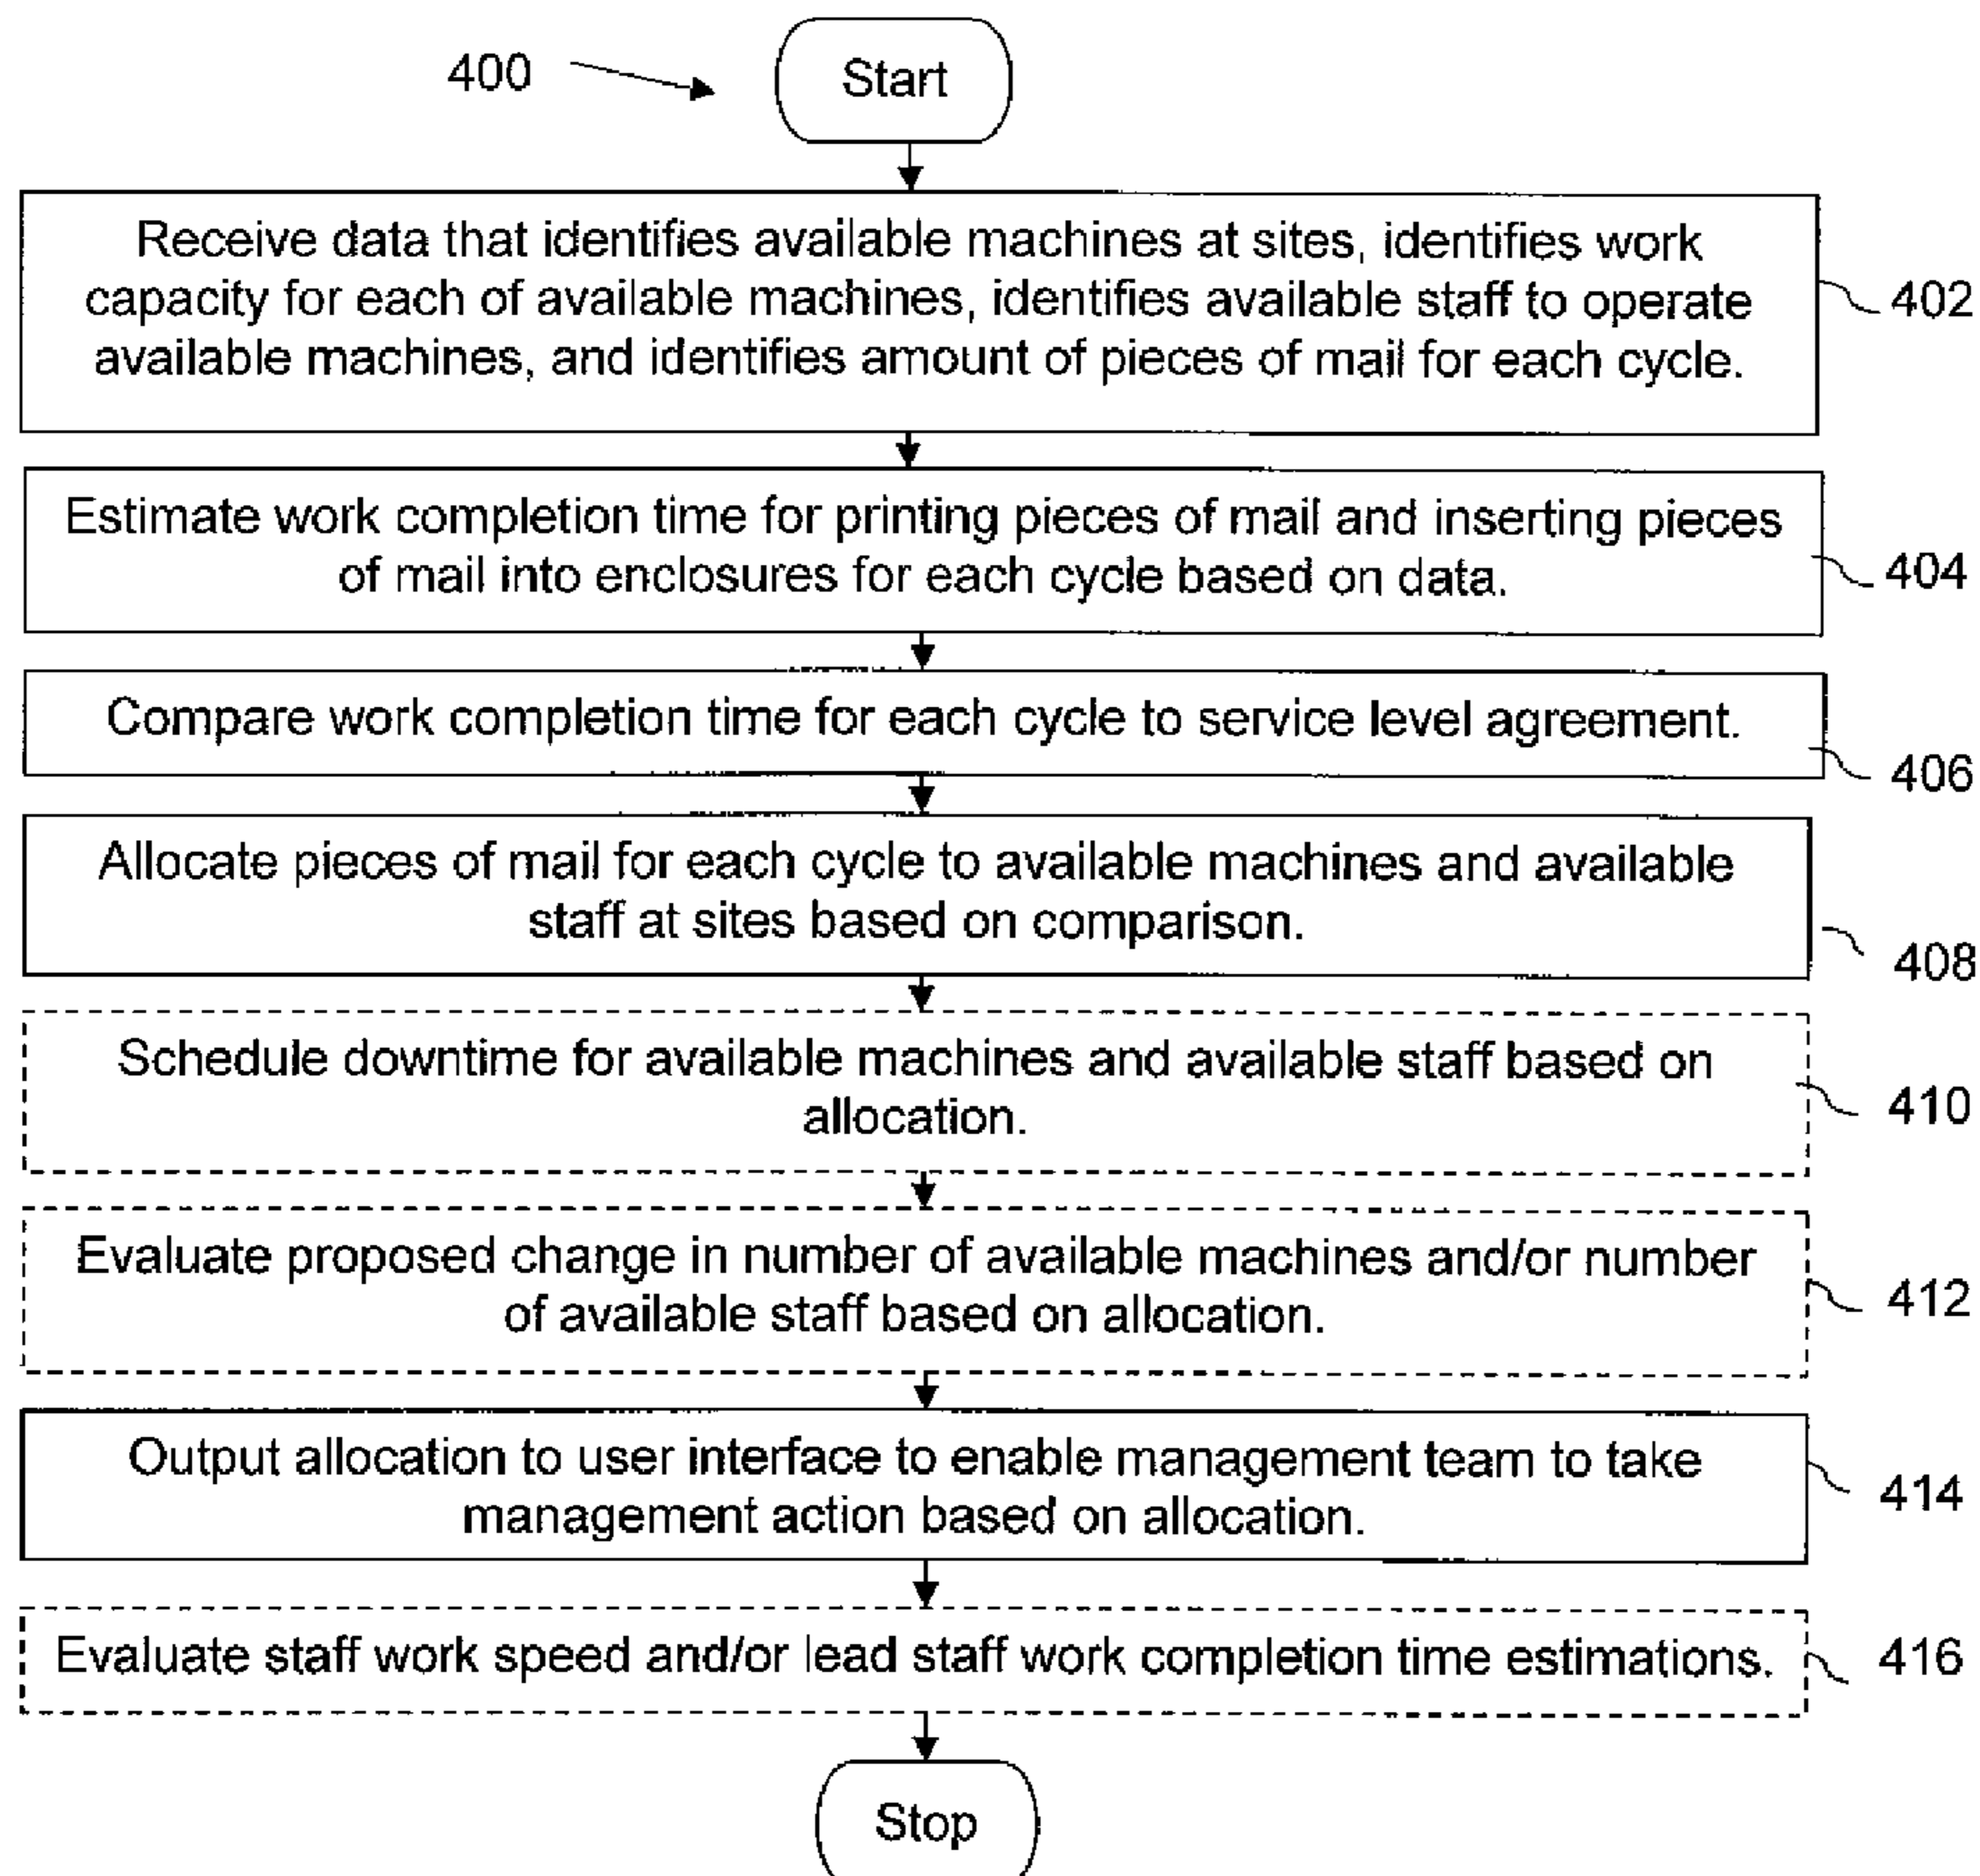 400
Start
Receive data that identifies available machines at sites, identifies work
capacity for each of available machines, identifies available staff to operate
available machines, and identifies amount of pieces of mail for each cycle.
402
Estimate work completion time for printing pieces of mail and inserting pieces
of mail into enclosures for each cycle based on data.
404
Compare work completion time for each cycle to service level agreement.
406
Allocate pieces of mail for each cycle to available machines and available
staff at sites based on comparison.
408
Schedule downtime for available machines and available staff based on
allocation.
410
Evaluate proposed change in number of available machines and/or number
of available staff based on allocation.
412
Output allocation to user interface to enable management team to take
management action based on allocation.
414
Evaluate staff work speed and/or lead staff work completion time estimations.
416
Stop